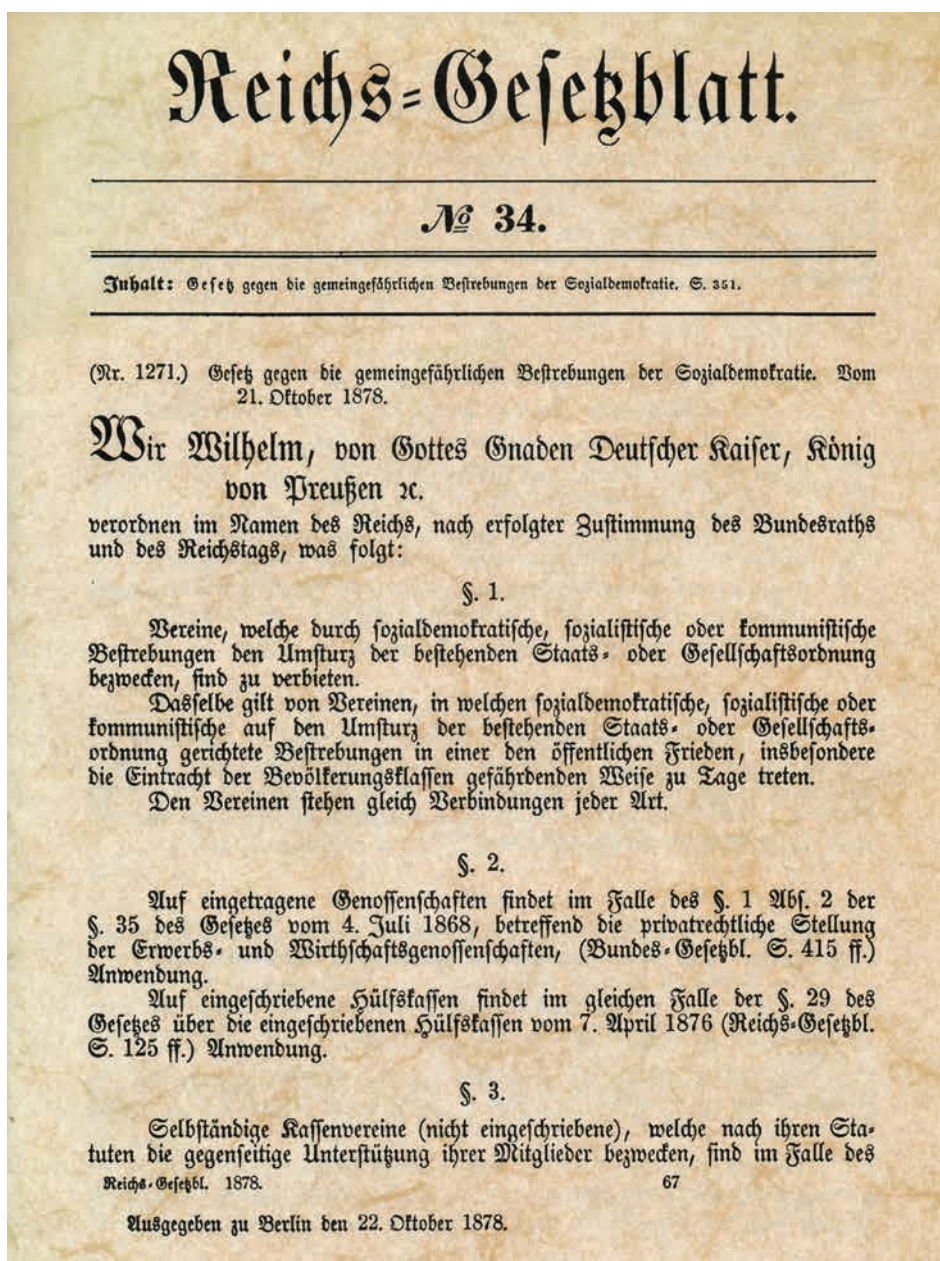 Reichs-Gesetzblatt.
№ 34.
Inhalt: Gesetz gegen die gemeingefährlichen Bestrebungen der Sozialdemokratie. S. 351.
(Nr. 1271.) Gesetz gegen die gemeingefährlichen Bestrebungen der Sozialdemokratie. Vom
21. Oktober 1878.
Wir Wilhelm, von Gottes Gnaden Deutscher Kaiser, König
von Preußen ꝛc.
verordnen im Namen des Reichs, nach erfolgter Zustimmung des Bundesraths
und des Reichstags, was folgt:
§. 1.
Vereine, welche durch sozialdemokratische, sozialistische oder kommunistische
Bestrebungen den Umsturz der bestehenden Staats- oder Gesellschaftsordnung
bezwecken, sind zu verbieten.
Dasselbe gilt von Vereinen, in welchen sozialdemokratische, sozialistische oder
kommunistische auf den Umsturz der bestehenden Staats- oder Gesellschafts-
ordnung gerichtete Bestrebungen in einer den öffentlichen Frieden, insbesondere
die Eintracht der Bevölkerungsklassen gefährdenden Weise zu Tage treten.
Den Vereinen stehen gleich Verbindungen jeder Art.
§. 2.
Auf eingetragene Genossenschaften findet im Falle des §. 1 Abs. 2 der
§. 35 des Gesetzes vom 4. Juli 1868, betreffend die privatrechtliche Stellung
der Erwerbs- und Wirthschaftsgenossenschaften, (Bundes-Gesetzbl. S. 415 ff.)
Anwendung.
Auf eingeschriebene Hülfskassen findet im gleichen Falle der §. 29 des
Gesetzes über die eingeschriebenen Hülfskassen vom 7. April 1876 (Reichs-Gesetzbl.
S. 125 ff.) Anwendung.
§. 3.
Selbständige Kassenvereine (nicht eingeschriebene), welche nach ihren Sta-
tuten die gegenseitige Unterstützung ihrer Mitglieder bezwecken, sind im Falle des
Reichs-Gesetzbl. 1878. 67
Ausgegeben zu Berlin den 22. Oktober 1878.